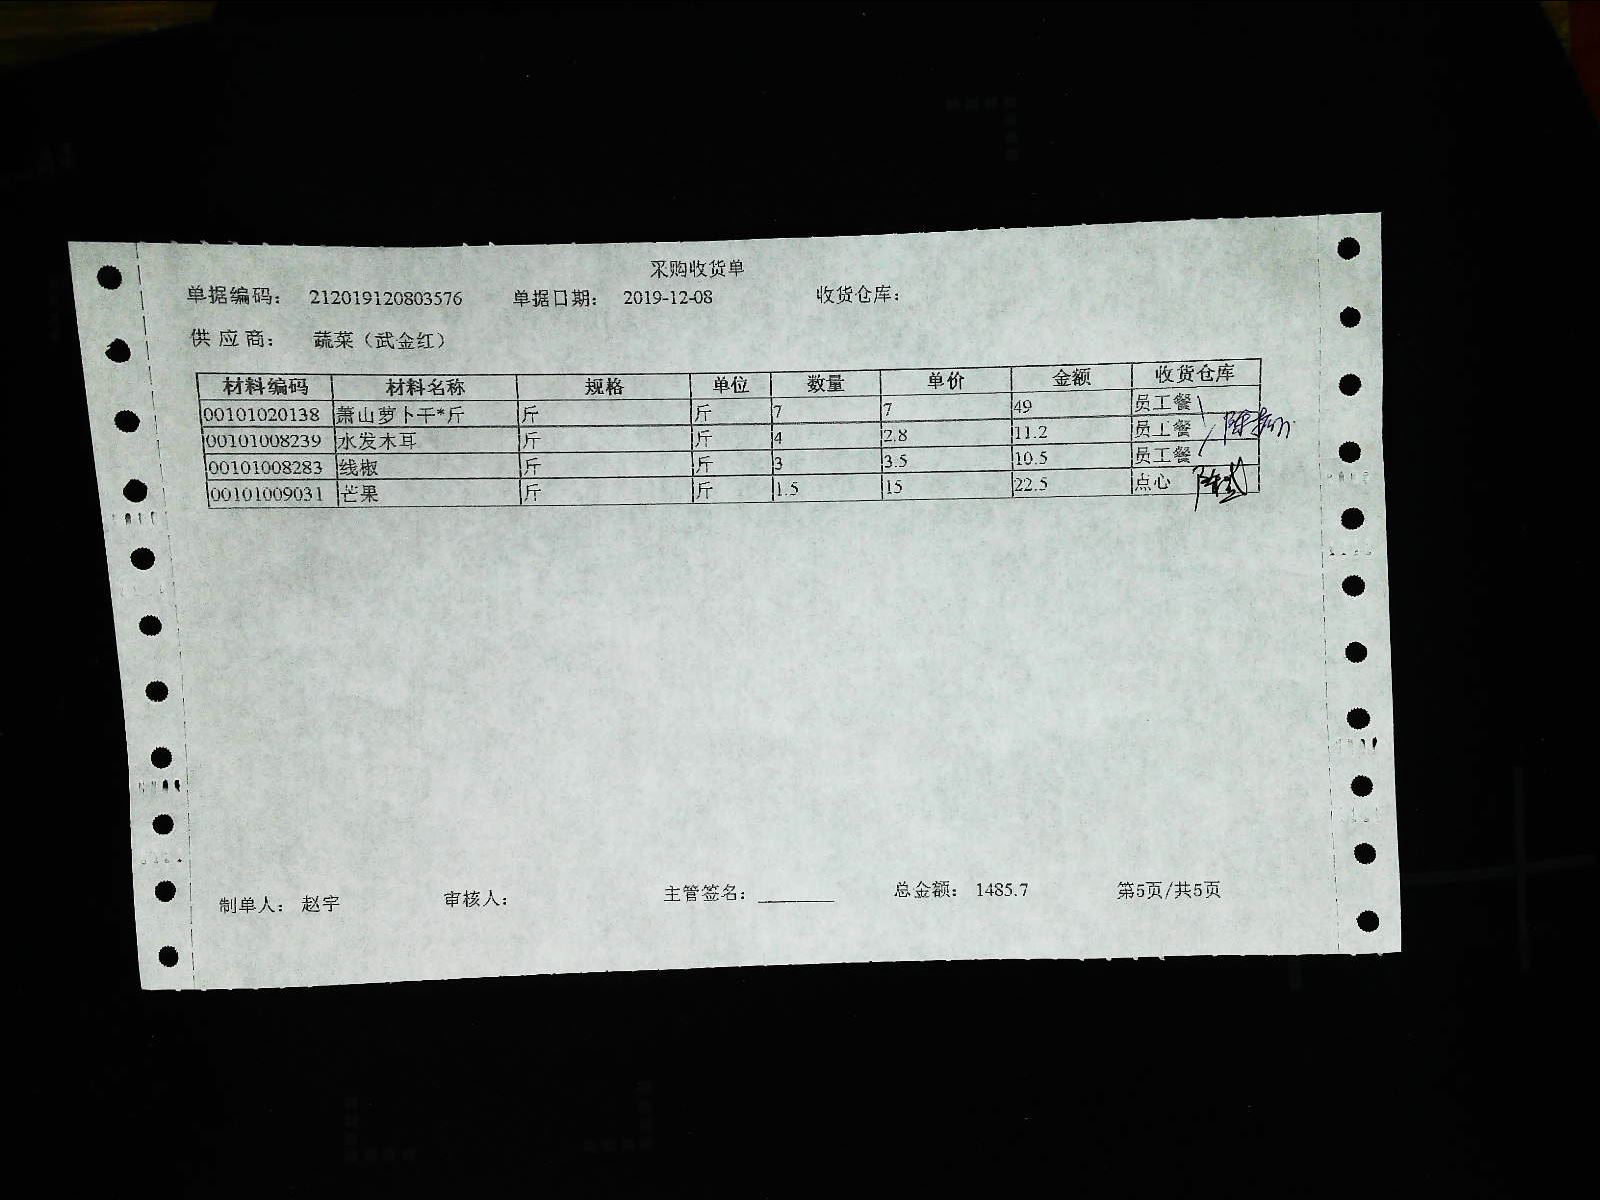 采购收货单
单据编码： 212019120803576 单据日期： 2019-12-08 收货仓库：
供应商： 蔬菜（武金红）
材料编码 材料名称 规格 单位 数量 单价 金额 收货仓库
00101020138 萧山萝卜干*斤 斤 斤 7 7 49 员工餐
00101008239 水发木耳 斤 斤 4 2.8 11.2 员工餐
00101008283 线椒 斤 斤 3 3.5 10.5 员工餐
00101009031 芒果 斤 斤 1.5 15 22.5 点心
制单人： 赵宇 审核人： 主管签名： 总金额： 1485.7 第5页/共5页